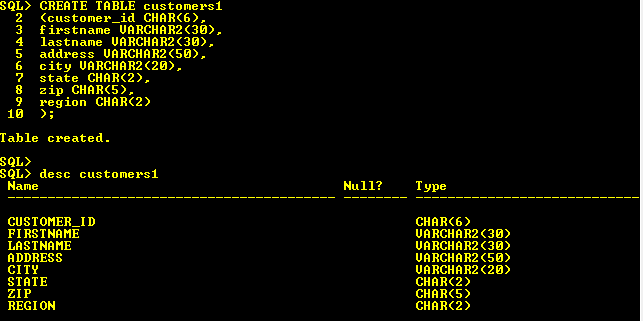 SQL> CREATE TABLE customers1
2 (customer_id CHAR(6),
3 firstname VARCHAR2(30),
4 lastname VARCHAR2(30),
5 address VARCHAR2(50),
6 city VARCHAR2(20),
7 state CHAR(2),
8 zip CHAR(5),
9 region CHAR(2)
10 );
Table created.
SQL>
SQL> desc customers1
Name Null? Type
----------------------------------------- -------- ----------------------------
CUSTOMER_ID CHAR(6)
FIRSTNAME VARCHAR2(30)
LASTNAME VARCHAR2(30)
ADDRESS VARCHAR2(50)
CITY VARCHAR2(20)
STATE CHAR(2)
ZIP CHAR(5)
REGION CHAR(2)